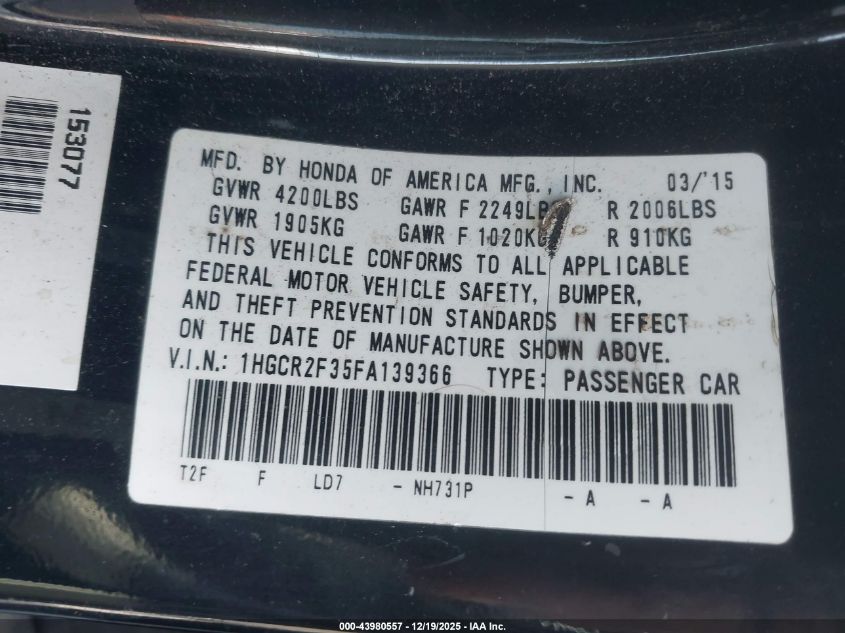 153077
MFD. BY HONDA OF AMERICA MFG., INC. 03/'15
GVWR 4200LBS GAWR F 2249LB R 2006LBS
GVWR 1905KG GAWR F 1020KG R 910KG
THIS VEHICLE CONFORMS TO ALL APPLICABLE
FEDERAL MOTOR VEHICLE SAFETY, BUMPER,
AND THEFT PREVENTION STANDARDS IN EFFECT
ON THE DATE OF MANUFACTURE SHOWN ABOVE.
V.I.N.: 1HGCR2F35FA139366 TYPE: PASSENGER CAR
T2F F LD7 - NH731P - A - A
000-43980557 - 12/19/2025 - IAA Inc.